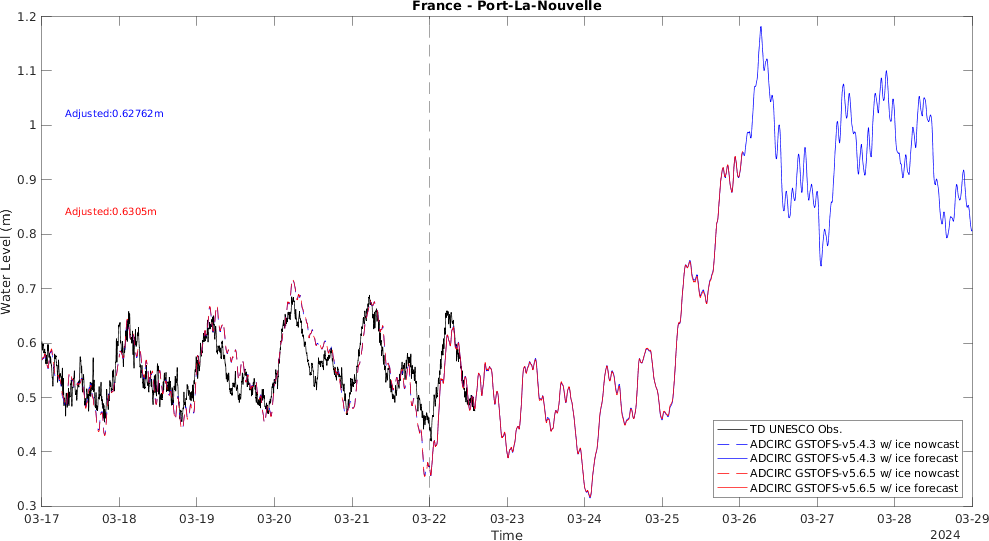 France - Port-La-Nouvelle
1.2
1.1
1
0.9
0.8
0.7
0.6
0.5
0.4
0.3
Water Level (m)
Adjusted:0.62762m
Adjusted:0.6305m
TD UNESCO Obs.
ADCIRC GSTOFS-v5.4.3 w/ ice nowcast
ADCIRC GSTOFS-v5.4.3 w/ ice forecast
ADCIRC GSTOFS-v5.6.5 w/ ice nowcast
ADCIRC GSTOFS-v5.6.5 w/ ice forecast
03-17 03-18 03-19 03-20 03-21 03-22 03-23 03-24 03-25 03-26 03-27 03-28 03-29
Time
2024